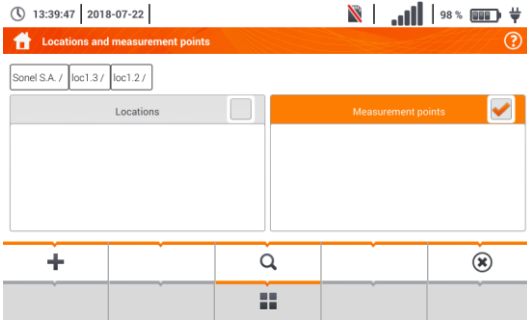 13:39:47 2018-07-22 98 %
Locations and measurement points ?
Sonel S.A. / loc1.3 / loc1.2 /
Locations Measurement points